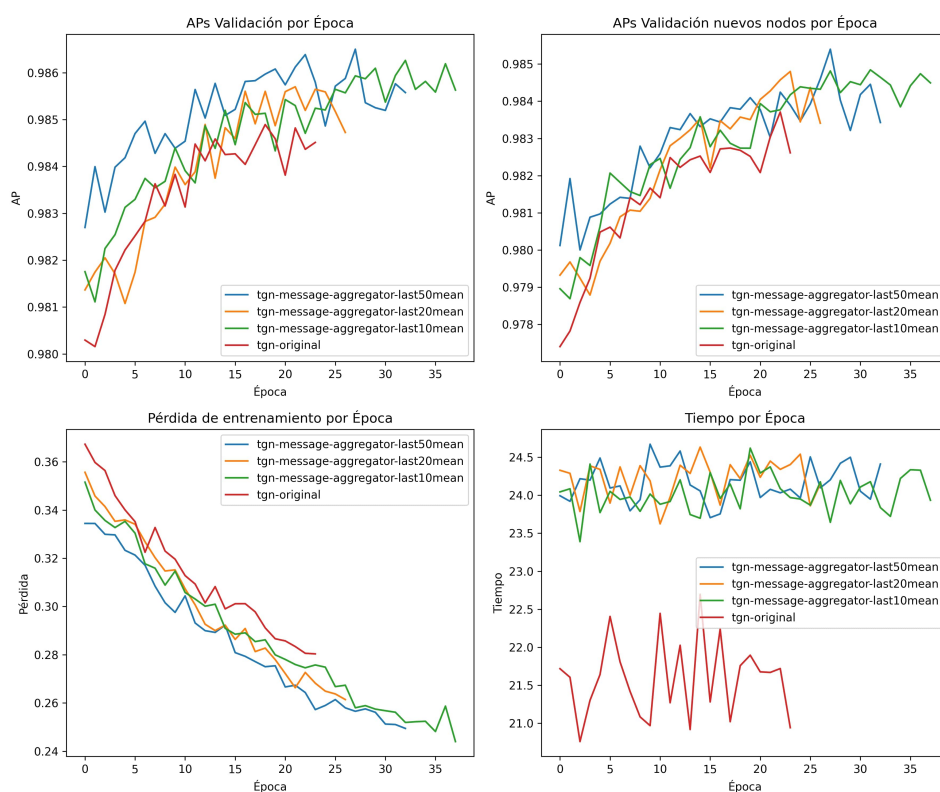 APs Validación por Época
AP
0.986
0.985
0.984
0.983
0.982
0.981
0.980
0 5 10 15 20 25 30 35
Época
tgn-message-aggregator-last50mean
tgn-message-aggregator-last20mean
tgn-message-aggregator-last10mean
tgn-original
APs Validación nuevos nodos por Época
AP
0.985
0.984
0.983
0.982
0.981
0.980
0.979
0.978
0 5 10 15 20 25 30 35
Época
tgn-message-aggregator-last50mean
tgn-message-aggregator-last20mean
tgn-message-aggregator-last10mean
tgn-original
Pérdida de entrenamiento por Época
Pérdida
0.36
0.34
0.32
0.30
0.28
0.26
0.24
0 5 10 15 20 25 30 35
Época
tgn-message-aggregator-last50mean
tgn-message-aggregator-last20mean
tgn-message-aggregator-last10mean
tgn-original
Tiempo por Época
Tiempo
24.5
24.0
23.5
23.0
22.5
22.0
21.5
21.0
0 5 10 15 20 25 30 35
Época
tgn-message-aggregator-last50mean
tgn-message-aggregator-last20mean
tgn-message-aggregator-last10mean
tgn-original